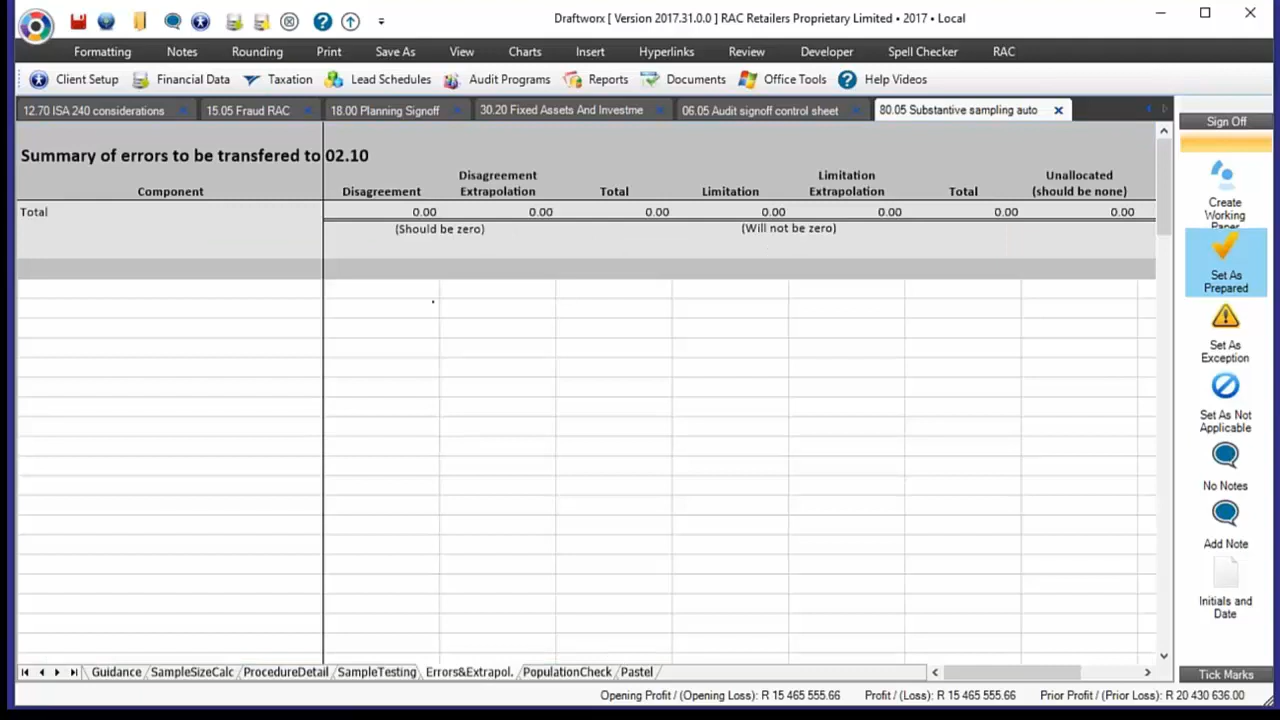 Draftworx [ Version 2017.31.0.0 ] RAC Retailers Proprietary Limited • 2017 • Local
Formatting Notes Rounding Print Save As View Charts Insert Hyperlinks Review Developer Spell Checker RAC
Client Setup Financial Data Taxation Lead Schedules Audit Programs Reports Documents Office Tools Help Videos
12.70 ISA 240 considerations 15.05 Fraud RAC 18.00 Planning Signoff 30.20 Fixed Assets And Investme 06.05 Audit signoff control sheet 80.05 Substantive sampling auto
Sign Off
Summary of errors to be transfered to 02.10
Component Disagreement Disagreement Extrapolation Total Limitation Limitation Extrapolation Total Unallocated (should be none)
Total 0.00 0.00 0.00 0.00 0.00 0.00 0.00
(Should be zero) (Will not be zero)
Create
Working
Paper
Set As
Prepared
Set As
Exception
Set As Not
Applicable
No Notes
Add Note
Initials and
Date
Tick Marks
Guidance SampleSizeCalc ProcedureDetail SampleTesting Errors&Extrapol. PopulationCheck Pastel
Opening Profit / (Opening Loss): R 15 465 555.66 Profit / (Loss): R 15 465 555.66 Prior Profit / (Prior Loss): R 20 430 636.00